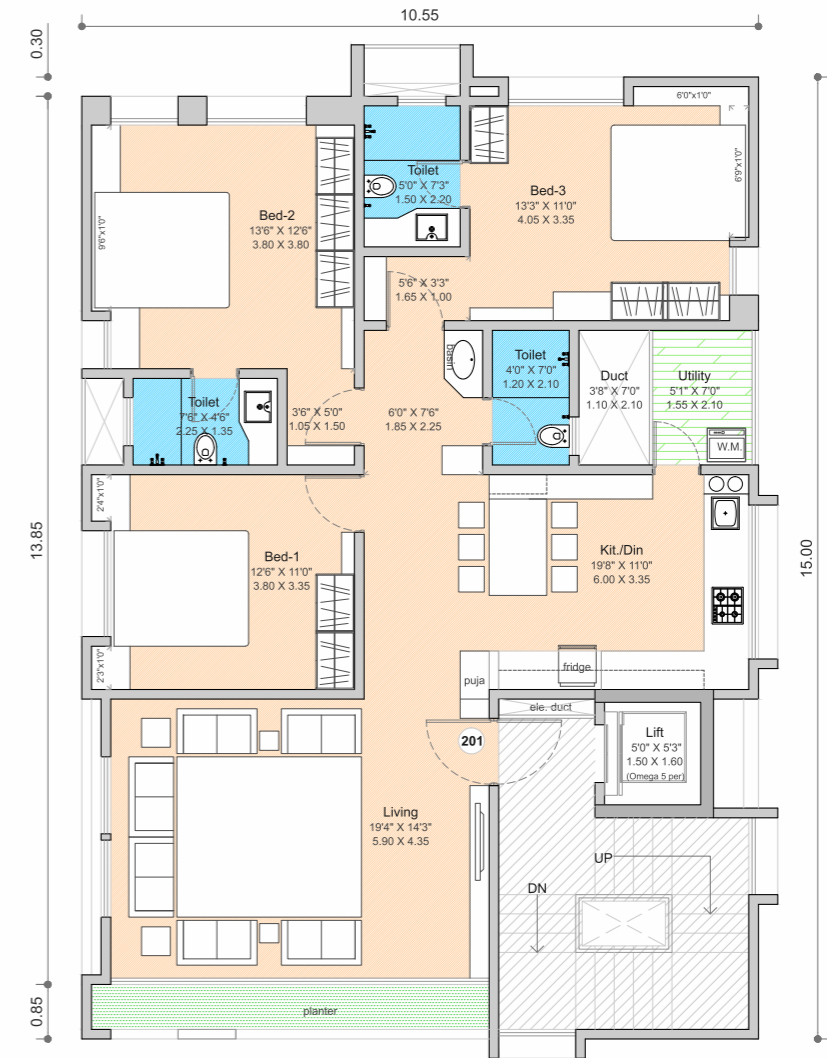 10.55
0.30
6'0"x1'0"
6'9"x1'0"
Toilet
5'0" X 7'3"
1.50 X 2.20
Bed-3
13'3" X 11'0"
4.05 X 3.35
Bed-2
13'6" X 12'6"
3.80 X 3.80
9'6"x1'0"
5'6" X 3'3"
1.65 X 1.00
basin
Toilet
4'0" X 7'0"
1.20 X 2.10
Duct
3'8" X 7'0"
1.10 X 2.10
Utility
5'1" X 7'0"
1.55 X 2.10
W.M.
Toilet
7'6" X 4'6"
2.25 X 1.35
3'6" X 5'0"
1.05 X 1.50
6'0" X 7'6"
1.85 X 2.25
2'4"x1'0"
13.85
15.00
Bed-1
12'6" X 11'0"
3.80 X 3.35
Kit./Din
19'8" X 11'0"
6.00 X 3.35
2'3"x1'0"
puja
fridge
ele. duct
201
Lift
5'0" X 5'3"
1.50 X 1.60
(Omega 5 per)
Living
19'4" X 14'3"
5.90 X 4.35
UP
DN
0.85
planter